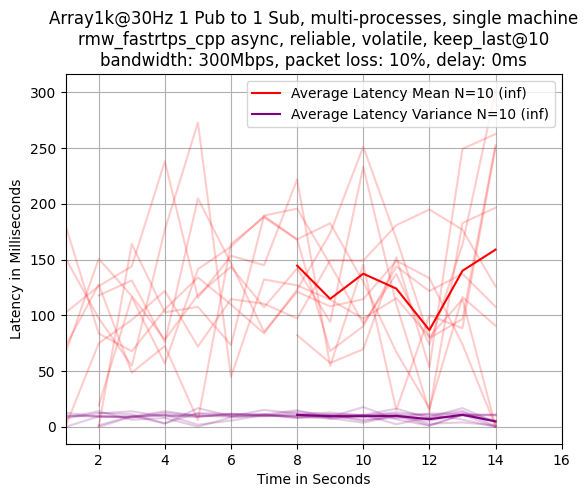 Array1k@30Hz 1 Pub to 1 Sub, multi-processes, single machine
rmw_fastrtps_cpp async, reliable, volatile, keep_last@10
bandwidth: 300Mbps, packet loss: 10%, delay: 0ms
Average Latency Mean N=10 (inf)
Average Latency Variance N=10 (inf)
Latency in Milliseconds
300
250
200
150
100
50
0
2 4 6 8 10 12 14 16
Time in Seconds